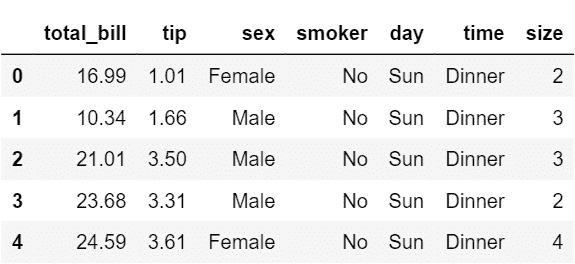 total_bill tip sex smoker day time size
0 16.99 1.01 Female No Sun Dinner 2
1 10.34 1.66 Male No Sun Dinner 3
2 21.01 3.50 Male No Sun Dinner 3
3 23.68 3.31 Male No Sun Dinner 2
4 24.59 3.61 Female No Sun Dinner 4